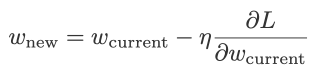 w_new = w_current − η ∂L/∂w_current